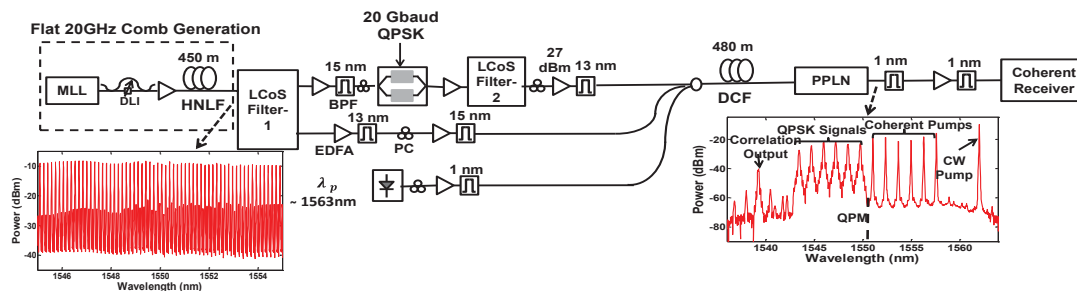 Flat 20GHz Comb Generation
MLL
DLI
450 m
HNLF
LCoS
Filter-
1
15 nm
BPF
20 Gbaud
QPSK
LCoS
Filter-
2
27
dBm
13 nm
EDFA
13 nm
PC
15 nm
λp
~ 1563nm
1nm
480 m
DCF
PPLN
1 nm
1 nm
Coherent
Receiver
Power (dBm)
-10
-20
-30
-40
1546
1548
1550
1552
1554
Wavelength (nm)
Power (dBm)
-20
-40
-60
-80
Correlation
Output
QPSK Signals
Coherent Pumps
CW
Pump
QPM
1540
1545
1550
1555
1560
Wavelength (nm)